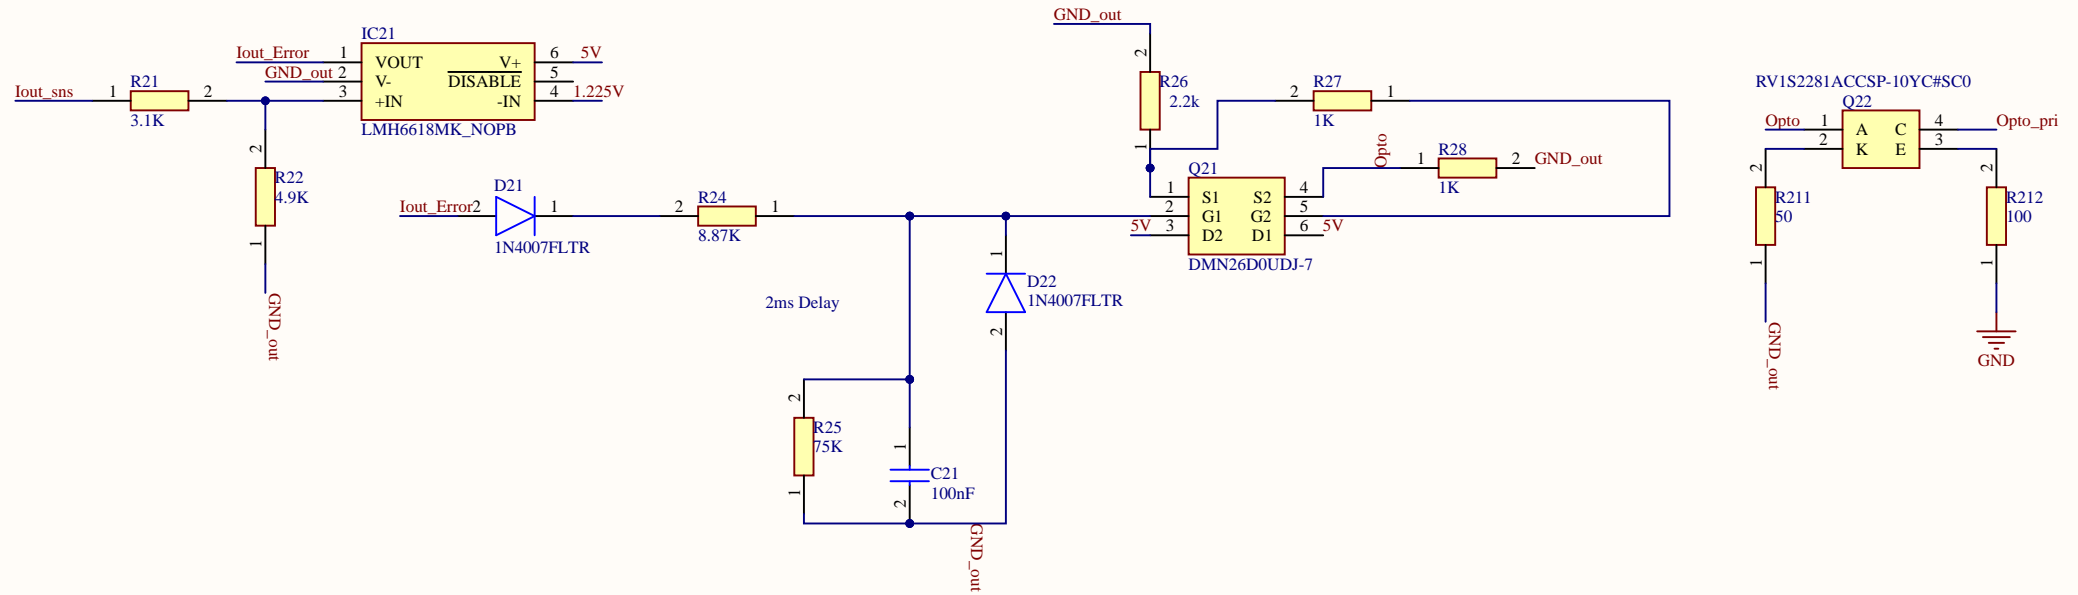 IC21
Iout_Error
1
VOUT
V+
6
5V
GND_out
2
V-
DISABLE
5
Iout_sns
1
R21
2
3.1K
3
+IN
-IN
4
1.225V
LMH6618MK_NOPB
2
R22
4.9K
1
GND_out
Iout_Error
2
D21
1
1N4007FLTR
2
R24
1
8.87K
2ms Delay
2
R25
75K
1
1
C21
100nF
2
1
D22
1N4007FLTR
2
GND_out
GND_out
2
R26
2.2k
1
2
R27
1
1K
Opto
1
R28
2
GND_out
1K
Q21
1
S1
S2
4
2
G1
G2
5
5V
3
D2
D1
6
5V
DMN26D0UDJ-7
RV1S2281ACCSP-10YC#SC0
Q22
Opto
1
A
C
4
Opto_pri
2
K
E
3
2
R211
50
1
GND_out
2
R212
100
1
GND